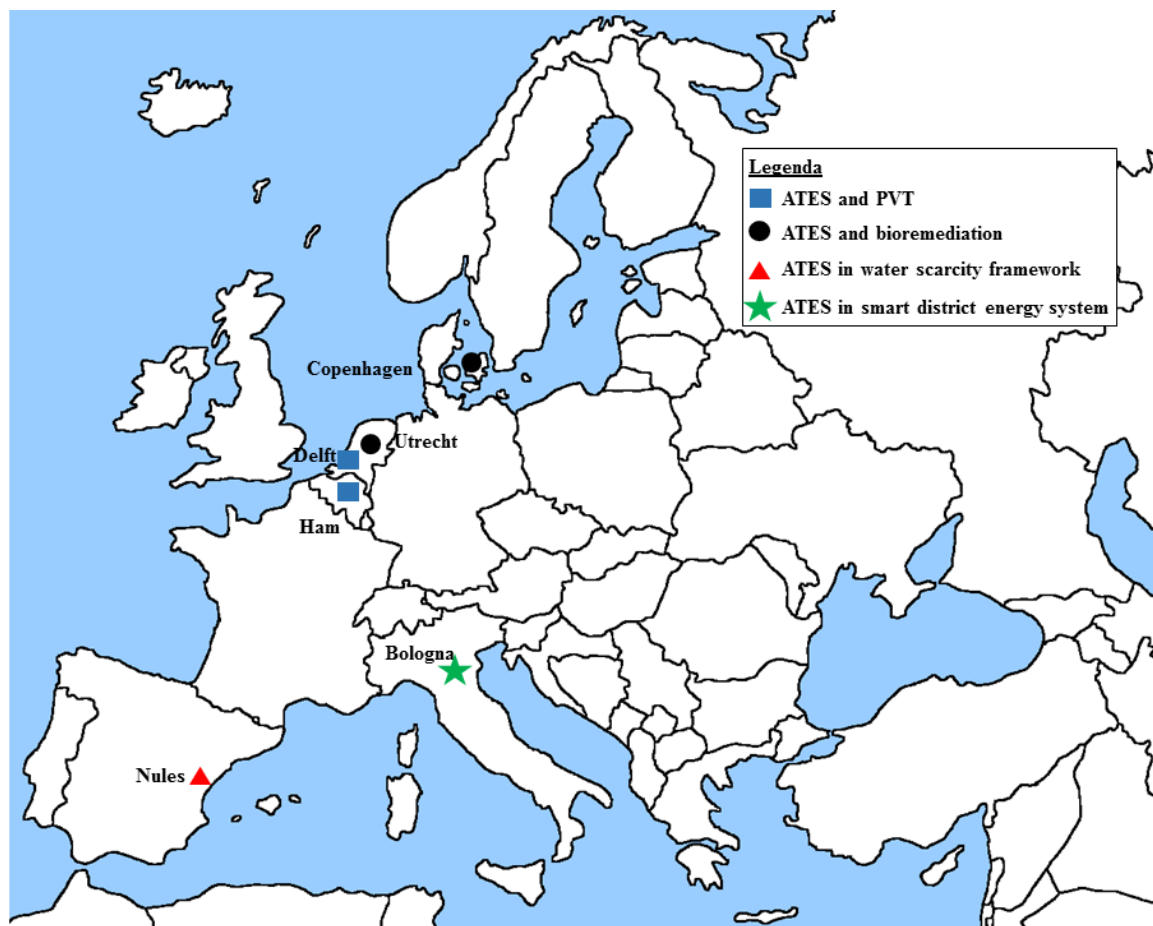 Legenda
ATES and PVT
ATES and bioremediation
ATES in water scarcity framework
ATES in smart district energy system
Copenhagen
Utrecht
Delft
Ham
Bologna
Nules